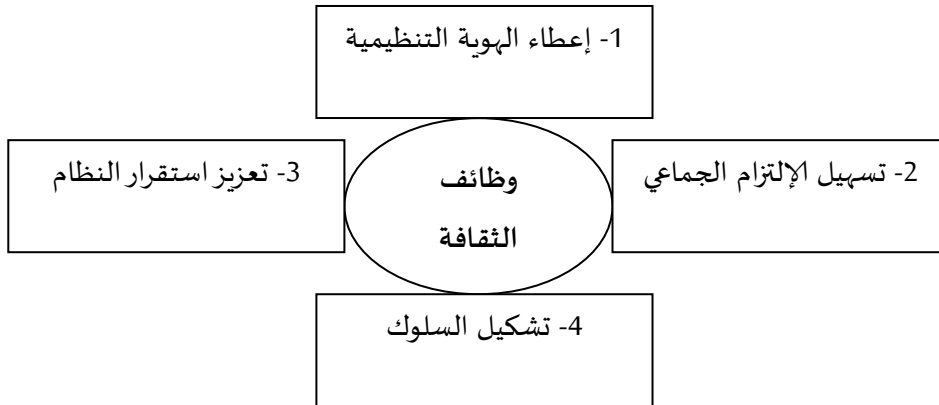 1- إعطاء الهوية التنظيمية
2- تسهيل الإلتزام الجماعي
وظائف
الثقافة
3- تعزيز استقرار النظام
4- تشكيل السلوك